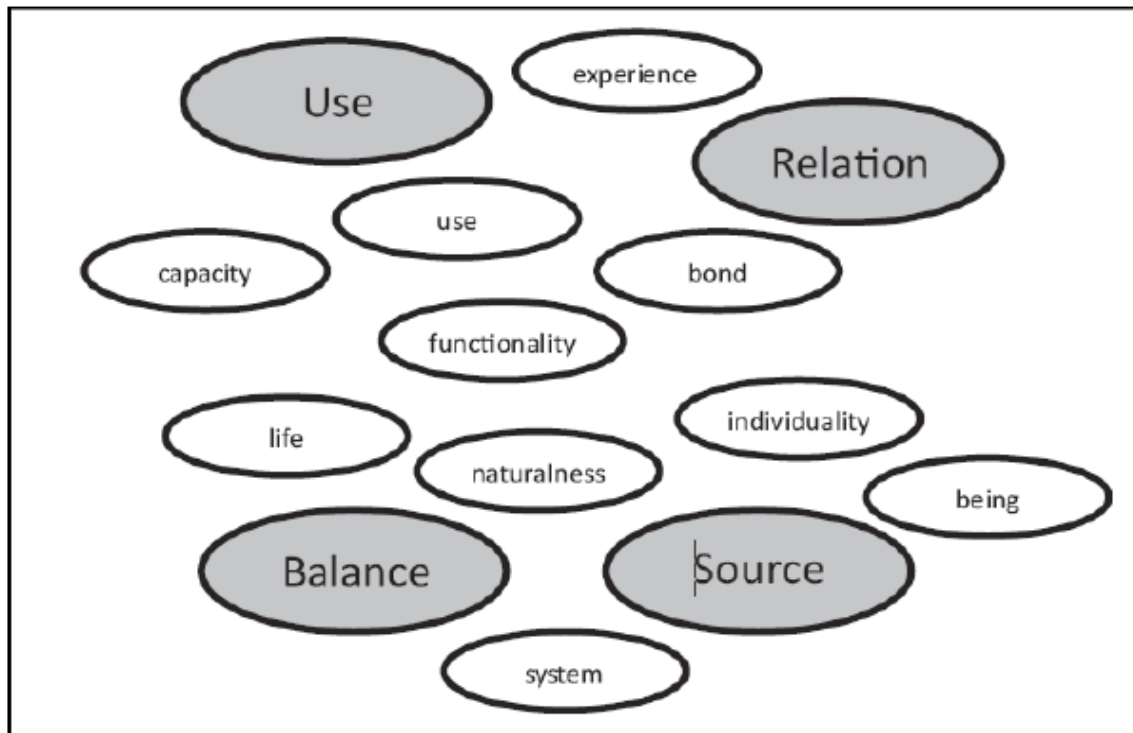 experience
Use
Relation
use
capacity
bond
functionality
individuality
life
naturalness
being
Balance
Source
system